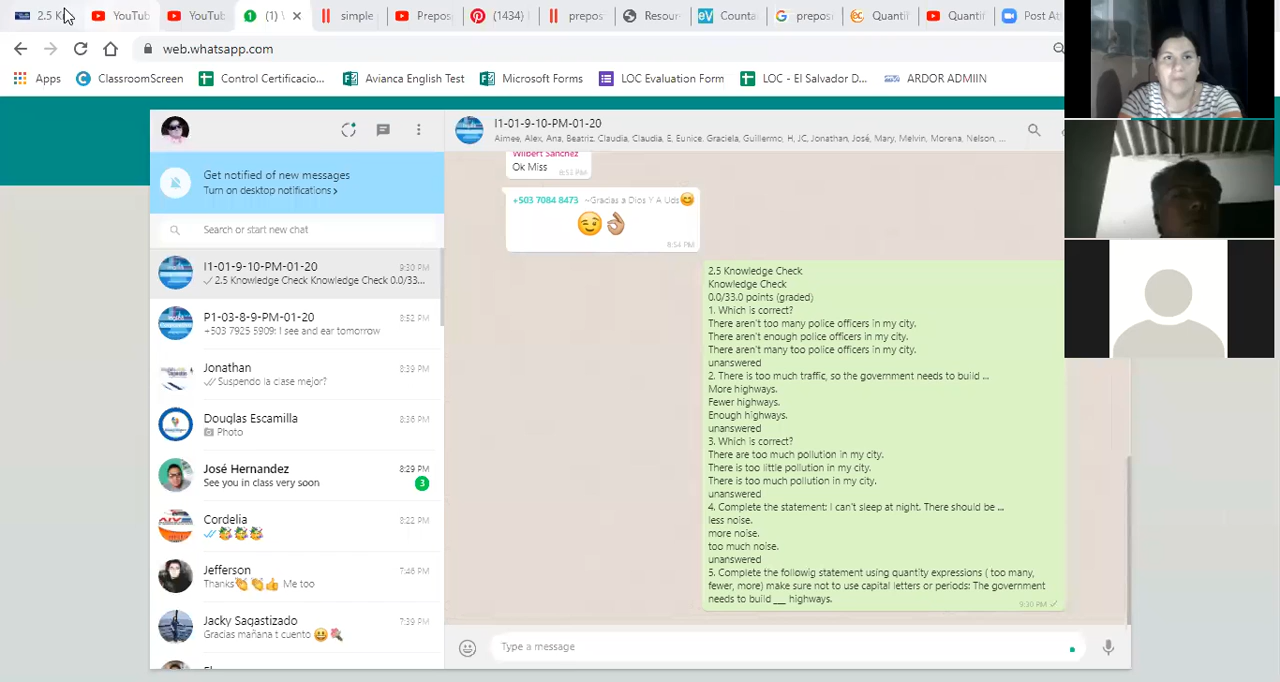 2.5 K
YouTub
YouTub
(1)
simple
Prepos
(1434)
prepos
Resour
Counta
prepos
Quantif
Quantif
Post At
web.whatsapp.com
Apps
ClassroomScreen
Control Certificacio...
Avianca English Test
Microsoft Forms
LOC Evaluation Form
LOC - El Salvador D...
ARDOR ADMIIN
I1-01-9-10-PM-01-20
Aimee, Alex, Ana, Beatriz, Claudia, Claudia, E, Eunice, Graciela, Guillermo, H, JC, Jonathan, José, Mary, Melvin, Morena, Nelson, ...
Get notified of new messages
Turn on desktop notifications >
Search or start new chat
I1-01-9-10-PM-01-20 9:30 PM
2.5 Knowledge Check Knowledge Check 0.0/33...
P1-03-8-9-PM-01-20 8:52 PM
+503 7925 5909: I see and ear tomorrow
Jonathan 8:39 PM
Suspendo la clase mejor?
Douglas Escamilla 8:36 PM
Photo
José Hernandez 8:29 PM
See you in class very soon 3
Cordelia 8:22 PM
Jefferson 7:46 PM
Thanks Me too
Jacky Sagastizado 7:39 PM
Gracias mañana t cuento
Wilbert Sanchez
Ok Miss 8:53 PM
+503 7084 8473 ~Gracias a Dios Y A Uds
8:54 PM
2.5 Knowledge Check
Knowledge Check
0.0/33.0 points (graded)
1. Which is correct?
There aren't too many police officers in my city.
There aren't enough police officers in my city.
There aren't many too police officers in my city.
unanswered
2. There is too much traffic, so the government needs to build ...
More highways.
Fewer highways.
Enough highways.
unanswered
3. Which is correct?
There are too much pollution in my city.
There is too little pollution in my city.
There is too much pollution in my city.
unanswered
4. Complete the statement: I can't sleep at night. There should be ...
less noise.
more noise.
too much noise.
unanswered
5. Complete the followig statement using quantity expressions ( too many,
fewer, more) make sure not to use capital letters or periods: The government
needs to build ___ highways.
9:30 PM
Type a message